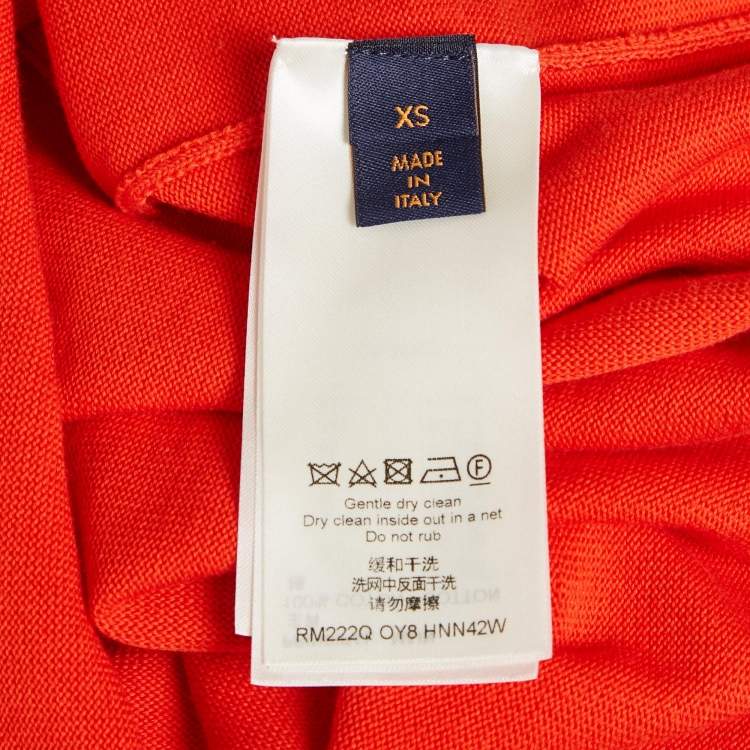 XS
MADE
IN
ITALY
F
Gentle dry clean
Dry clean inside out in a net
Do not rub
缓和干洗
洗网中反面干洗
请勿摩擦
RM222Q OY8 HNN42W